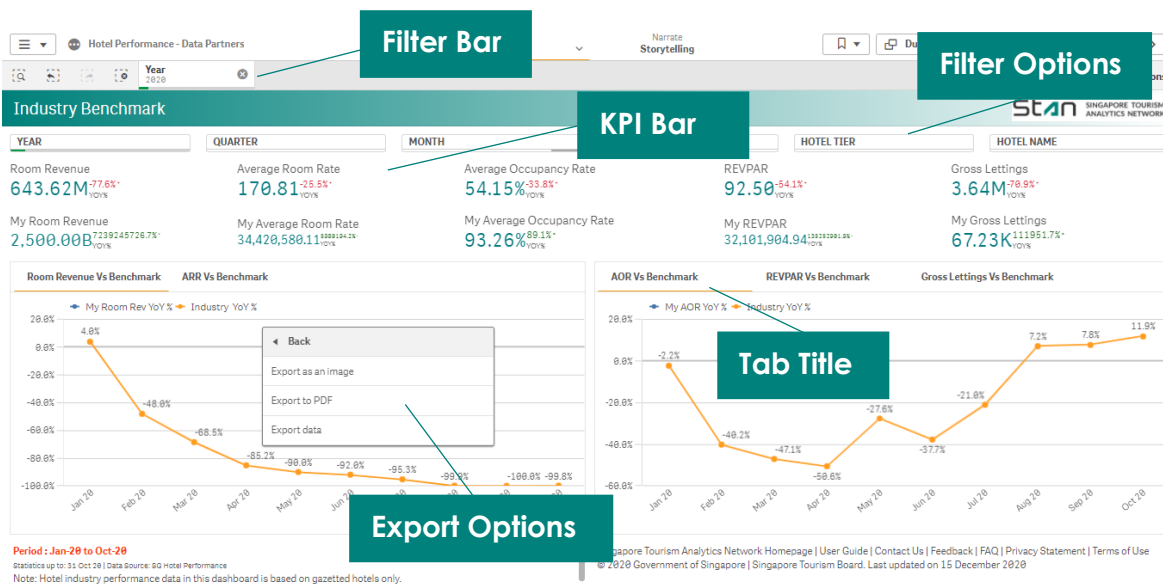 Hotel Performance - Data Partners
Filter Bar
Narrate
Storytelling
Du
Filter Options
Year
2020
Industry Benchmark
KPI Bar
STAN
SINGAPORE TOURISM
ANALYTICS NETWORK
YEAR
QUARTER
MONTH
HOTEL TIER
HOTEL NAME
Room Revenue
643.62M -77.6%
YOY%
Average Room Rate
170.81 -25.5%
YOY%
Average Occupancy Rate
54.15% -33.8%
YOY%
REVPAR
92.50 -54.1%
YOY%
Gross Lettings
3.64M -70.9%
YOY%
My Room Revenue
2,500.00B 7239245726.7%
YOY%
My Average Room Rate
34,420,580.11
YOY%
My Average Occupancy Rate
93.26% 89.1%
YOY%
My REVPAR
32,101,904.94
YOY%
My Gross Lettings
67.23K 111951.7%
YOY%
Room Revenue Vs Benchmark
ARR Vs Benchmark
My Room Rev YoY % Industry YoY %
20.0%
0.0%
-20.0%
-40.0%
-60.0%
-80.0%
-100.0%
4.0%
-48.0%
-68.5%
-85.2%
-90.0%
-92.0%
-95.3%
-100.0%
-99.8%
Jan 20
Feb 20
Mar 20
Apr 20
May 20
Back
Export as an image
Export to PDF
Export data
Export Options
AOR Vs Benchmark
REVPAR Vs Benchmark
Gross Lettings Vs Benchmark
My AOR YoY % Industry YoY %
Tab Title
20.0%
0.0%
-20.0%
-40.0%
-60.0%
-2.2%
-40.2%
-47.1%
-50.6%
-27.6%
-37.7%
-21.0%
7.2%
7.8%
11.9%
Jan 20
Feb 20
Mar 20
Apr 20
May 20
Jun 20
Jul 20
Aug 20
Sep 20
Oct 20
Period : Jan-20 to Oct-20
Statistics up to: 31 Oct 20 | Data Source: SG Hotel Performance
Note: Hotel industry performance data in this dashboard is based on gazetted hotels only.
gapore Tourism Analytics Network Homepage | User Guide | Contact Us | Feedback | FAQ | Privacy Statement | Terms of Use
© 2020 Government of Singapore | Singapore Tourism Board. Last updated on 15 December 2020